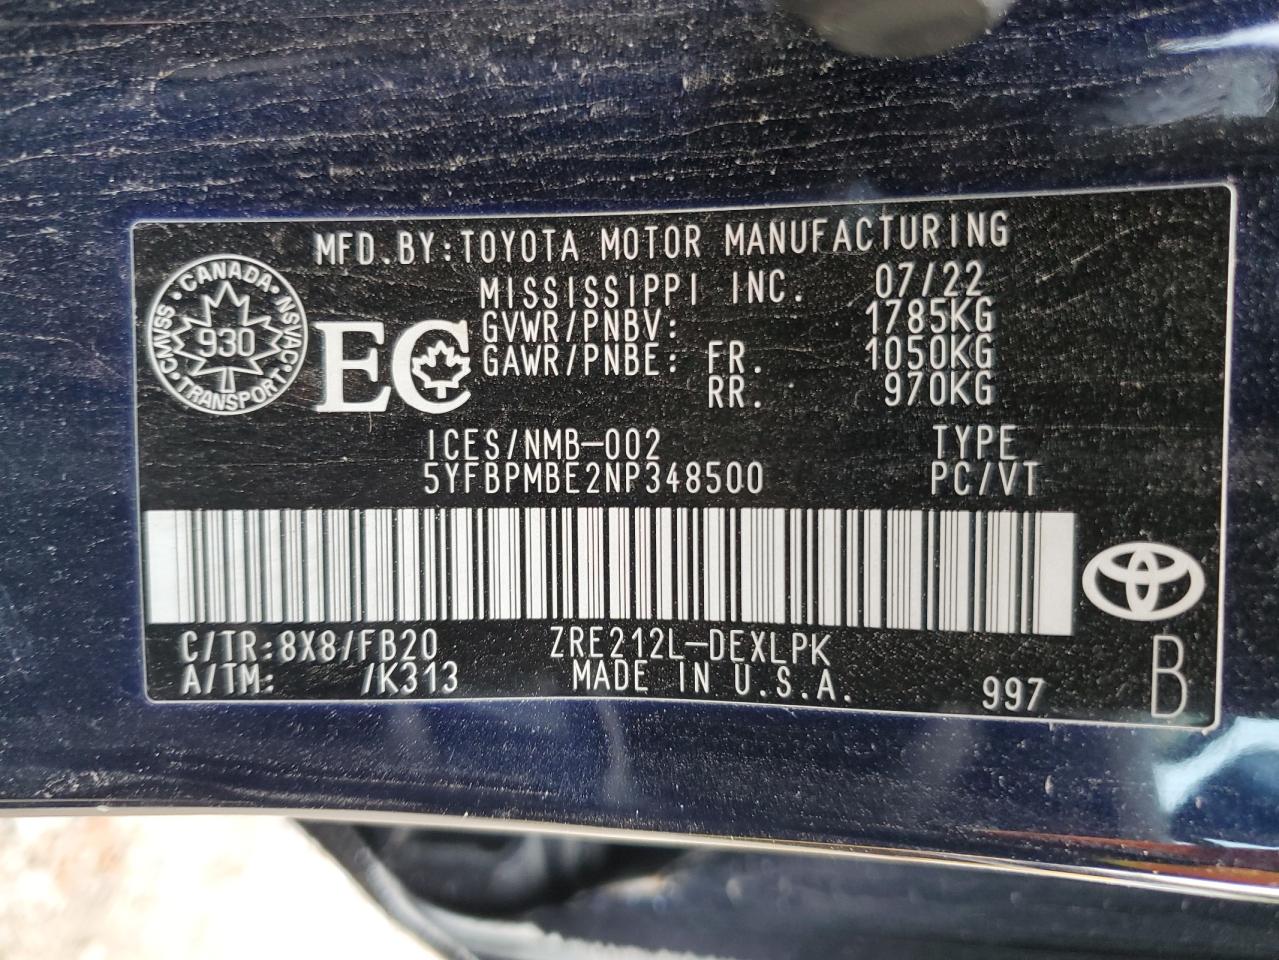 MFD.BY:TOYOTA MOTOR MANUFACTURING
MISSISSIPPI INC. 07/22
GVWR/PNBV: 1785KG
GAWR/PNBE: FR. 1050KG
RR. 970KG
CANADA · NSVAC · TRANSPORT · CMVSS
930
EC
ICES/NMB-002 TYPE
5YFBPMBE2NP348500 PC/VT
C/TR:8X8/FB20 ZRE212L-DEXLPK
A/TM: /K313 MADE IN U.S.A. 997 B